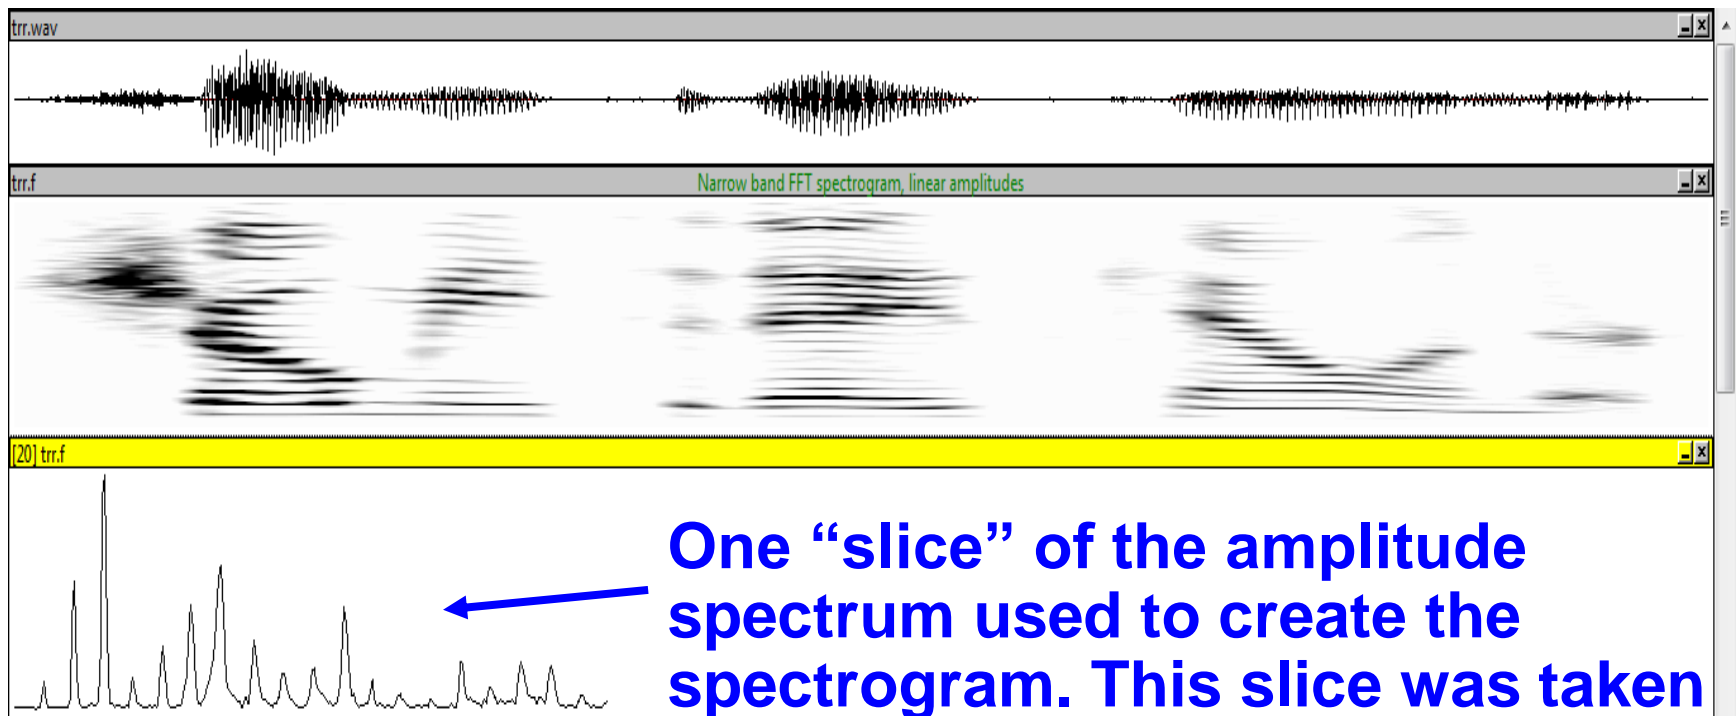 trr.wav
trr.f
Narrow band FFT spectrogram, linear amplitudes
[20] trr.f
One “slice” of the amplitude
spectrum used to create the
spectrogram. This slice was taken